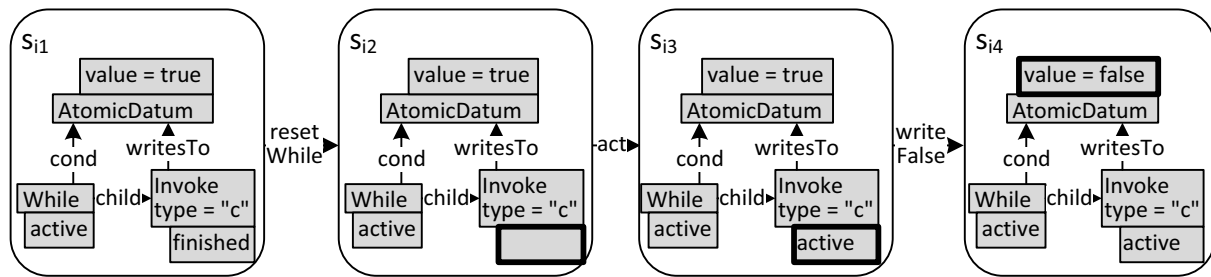 s_i1
value = true
AtomicDatum
cond
writesTo
While
child
Invoke
type = "c"
active
finished
reset
While
s_i2
value = true
AtomicDatum
cond
writesTo
While
child
Invoke
type = "c"
active
act
s_i3
value = true
AtomicDatum
cond
writesTo
While
child
Invoke
type = "c"
active
active
write
False
s_i4
value = false
AtomicDatum
cond
writesTo
While
child
Invoke
type = "c"
active
active